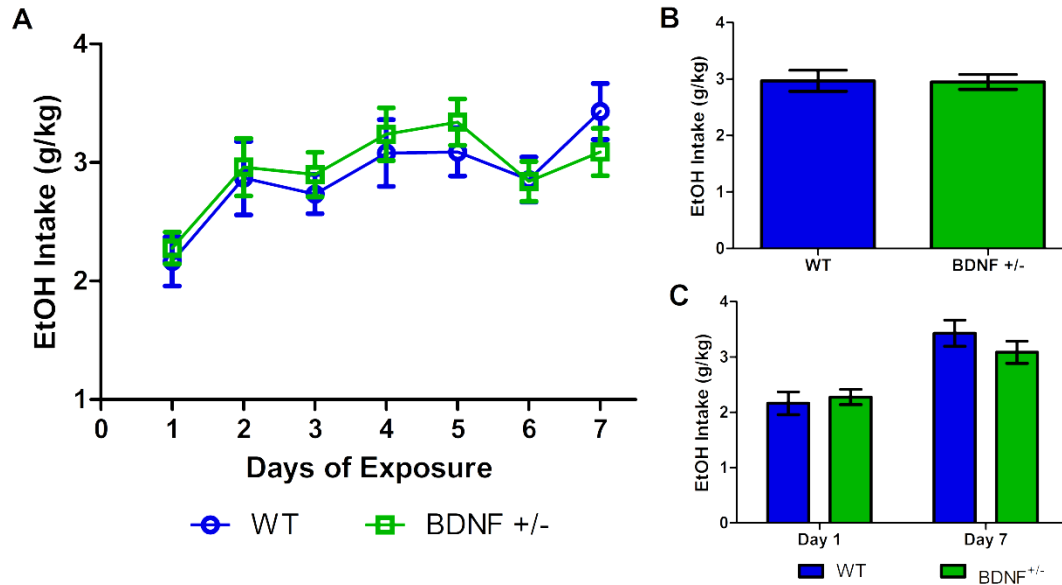 A
EtOH Intake (g/kg)
4
3
2
1
0 1 2 3 4 5 6 7
Days of Exposure
WT BDNF +/-
B
EtOH Intake (g/kg)
4
3
2
1
0
WT BDNF +/-
C
EtOH Intake (g/kg)
4
3
2
1
0
Day 1 Day 7
WT BDNF+/-